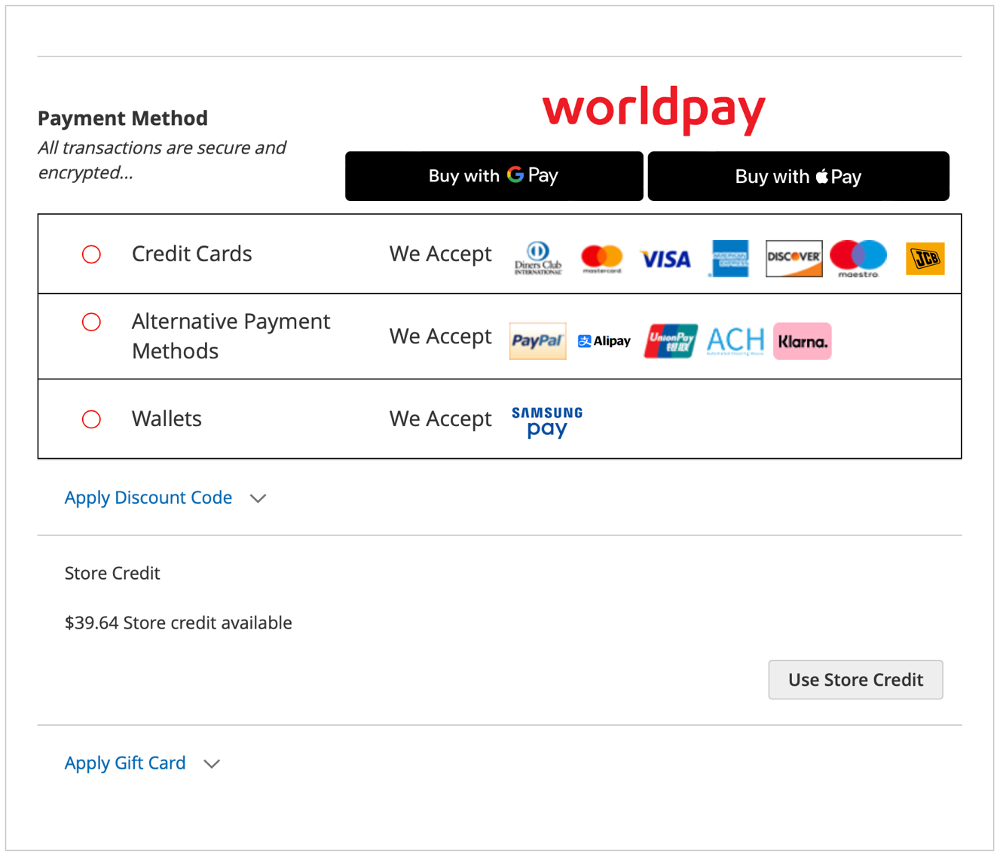 worldpay
Payment Method
All transactions are secure and
encrypted...
Buy with G Pay
Buy with Pay
Credit Cards
We Accept
Diners Club
INTERNATIONAL
mastercard
VISA
AMERICAN
EXPRESS
DISCOVER
maestro
JCB
Alternative Payment
Methods
We Accept
PayPal
支 Alipay
UnionPay
银联
ACH
Klarna.
Wallets
We Accept
SAMSUNG
pay
Apply Discount Code
Store Credit
$39.64 Store credit available
Use Store Credit
Apply Gift Card